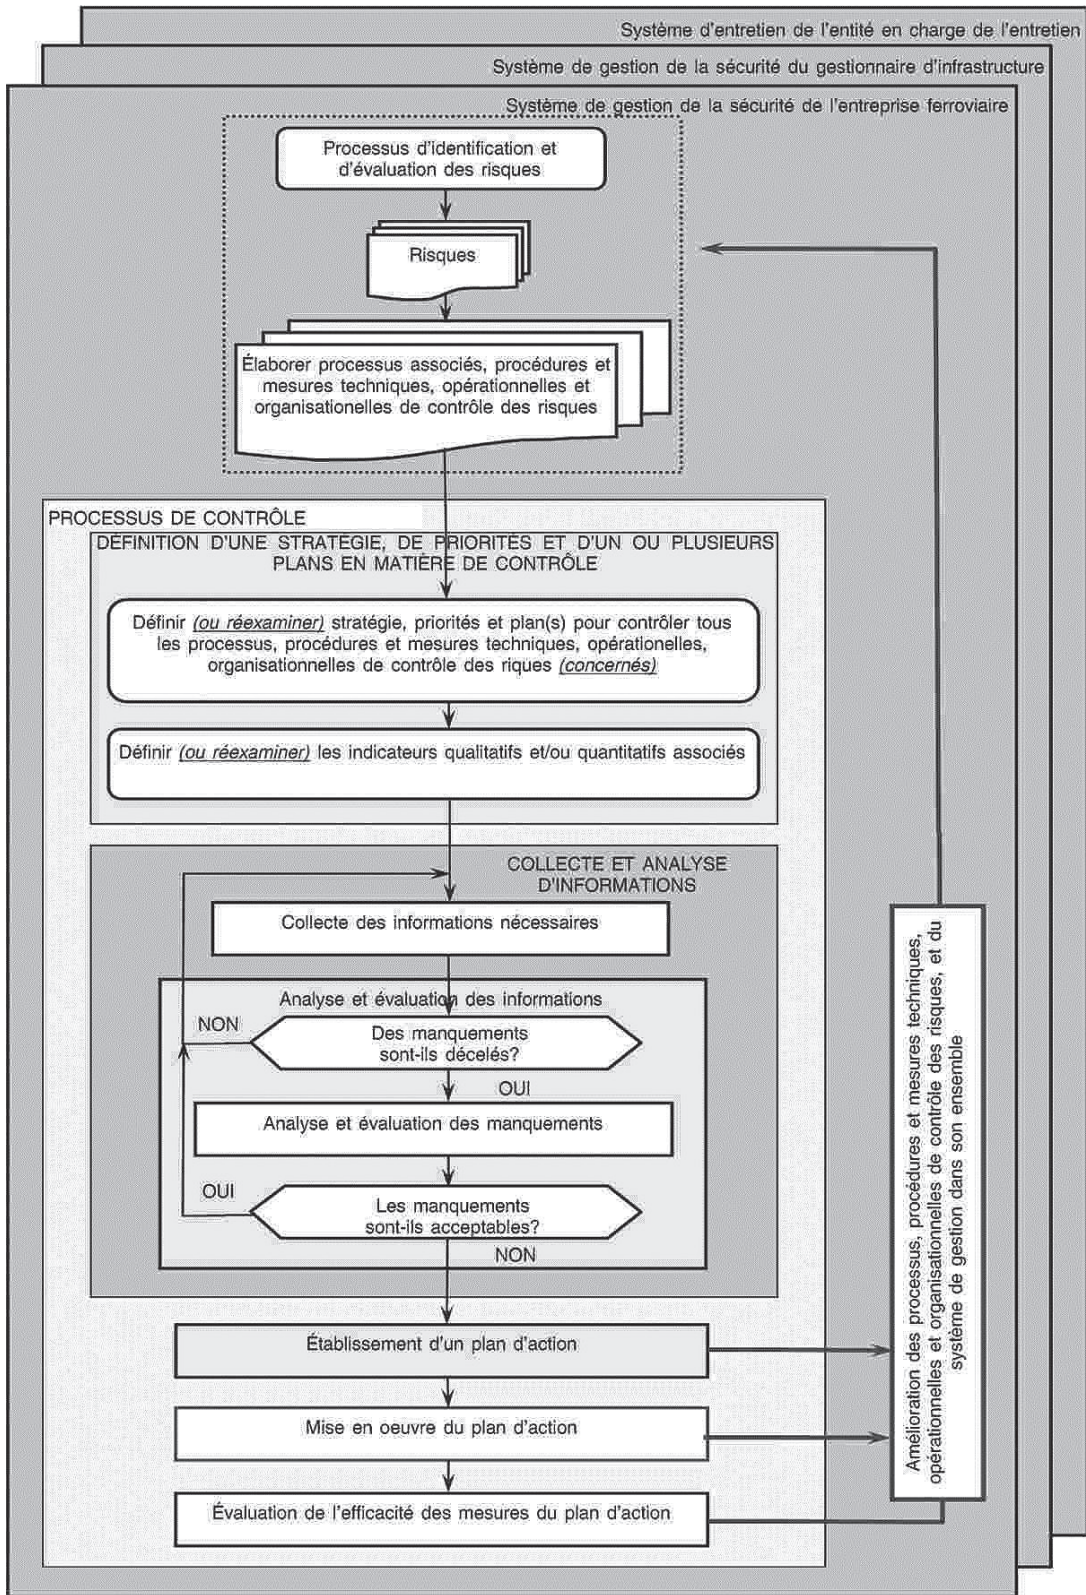 Système d'entretien de l'entité en charge de l'entretien
Système de gestion de la sécurité du gestionnaire d'infrastructure
Système de gestion de la sécurité de l'entreprise ferroviaire
Processus d'identification et
d'évaluation des risques
Risques
Élaborer processus associés, procédures et
mesures techniques, opérationnelles et
organisationelles de contrôle des risques
PROCESSUS DE CONTRÔLE
DÉFINITION D'UNE STRATÉGIE, DE PRIORITÉS ET D'UN OU PLUSIEURS
PLANS EN MATIÈRE DE CONTRÔLE
Définir (ou réexaminer) stratégie, priorités et plan(s) pour contrôler tous
les processus, procédures et mesures techniques, opérationelles,
organisationnelles de contrôle des riques (concernés)
Définir (ou réexaminer) les indicateurs qualitatifs et/ou quantitatifs associés
COLLECTE ET ANALYSE
D'INFORMATIONS
Collecte des informations nécessaires
Analyse et évaluation des informations
NON
Des manquements
sont-ils décelés?
OUI
Analyse et évaluation des manquements
OUI
Les manquements
sont-ils acceptables?
NON
Établissement d'un plan d'action
Mise en oeuvre du plan d'action
Évaluation de l'efficacité des mesures du plan d'action
Amélioration des processus, procédures et mesures techniques,
opérationnelles et organisationnelles de contrôle des risques, et du
système de gestion dans son ensemble